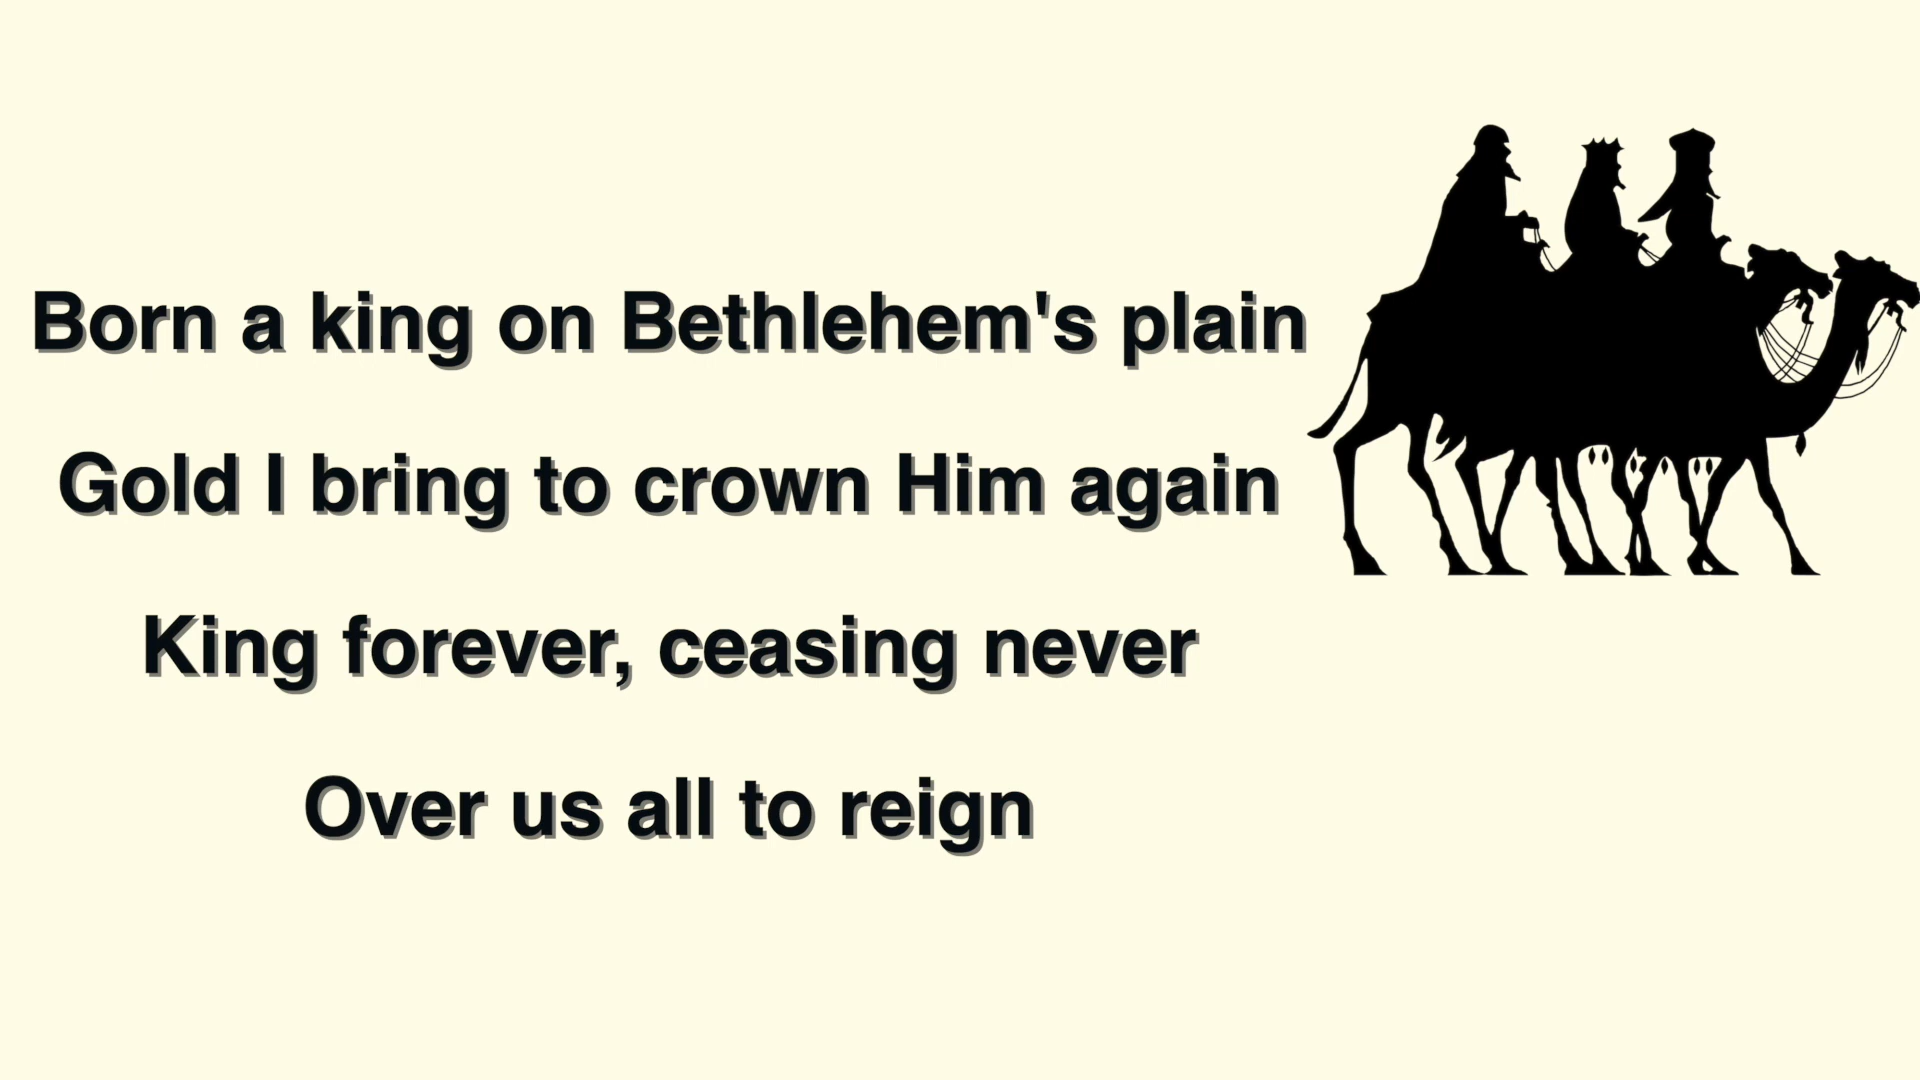 Born a king on Bethlehem's plain
Gold I bring to crown Him again
King forever, ceasing never
Over us all to reign